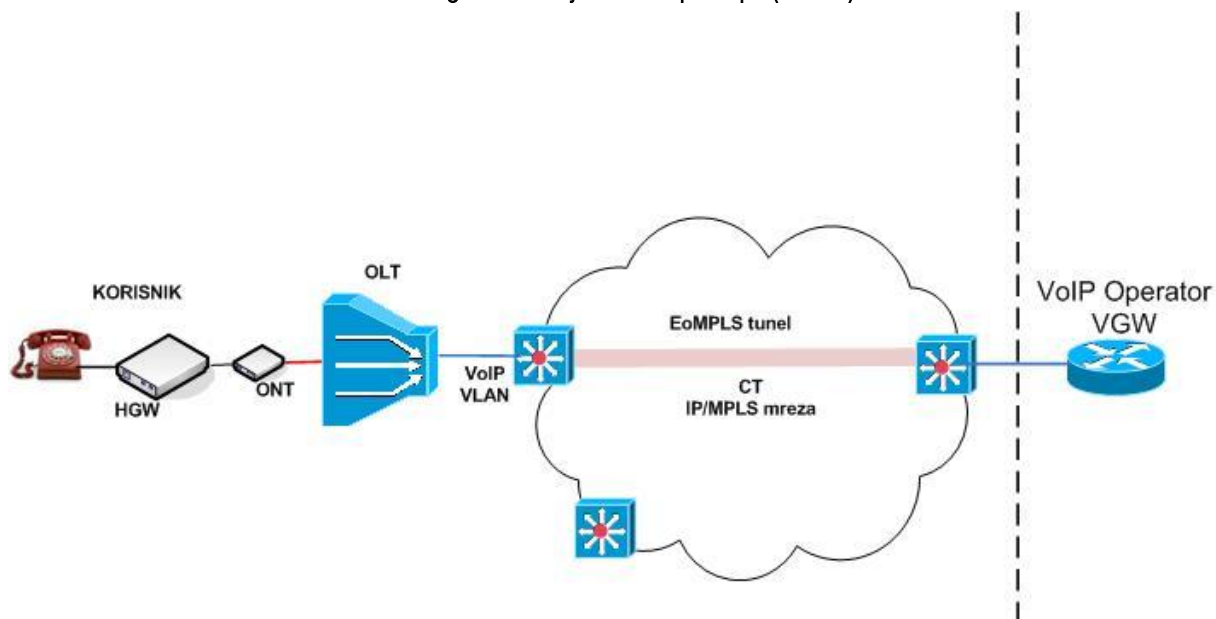 OLT
KORISNIK
HGW
ONT
VoIP
VLAN
EoMPLS tunel
CT
IP/MPLS mreza
VoIP Operator
VGW